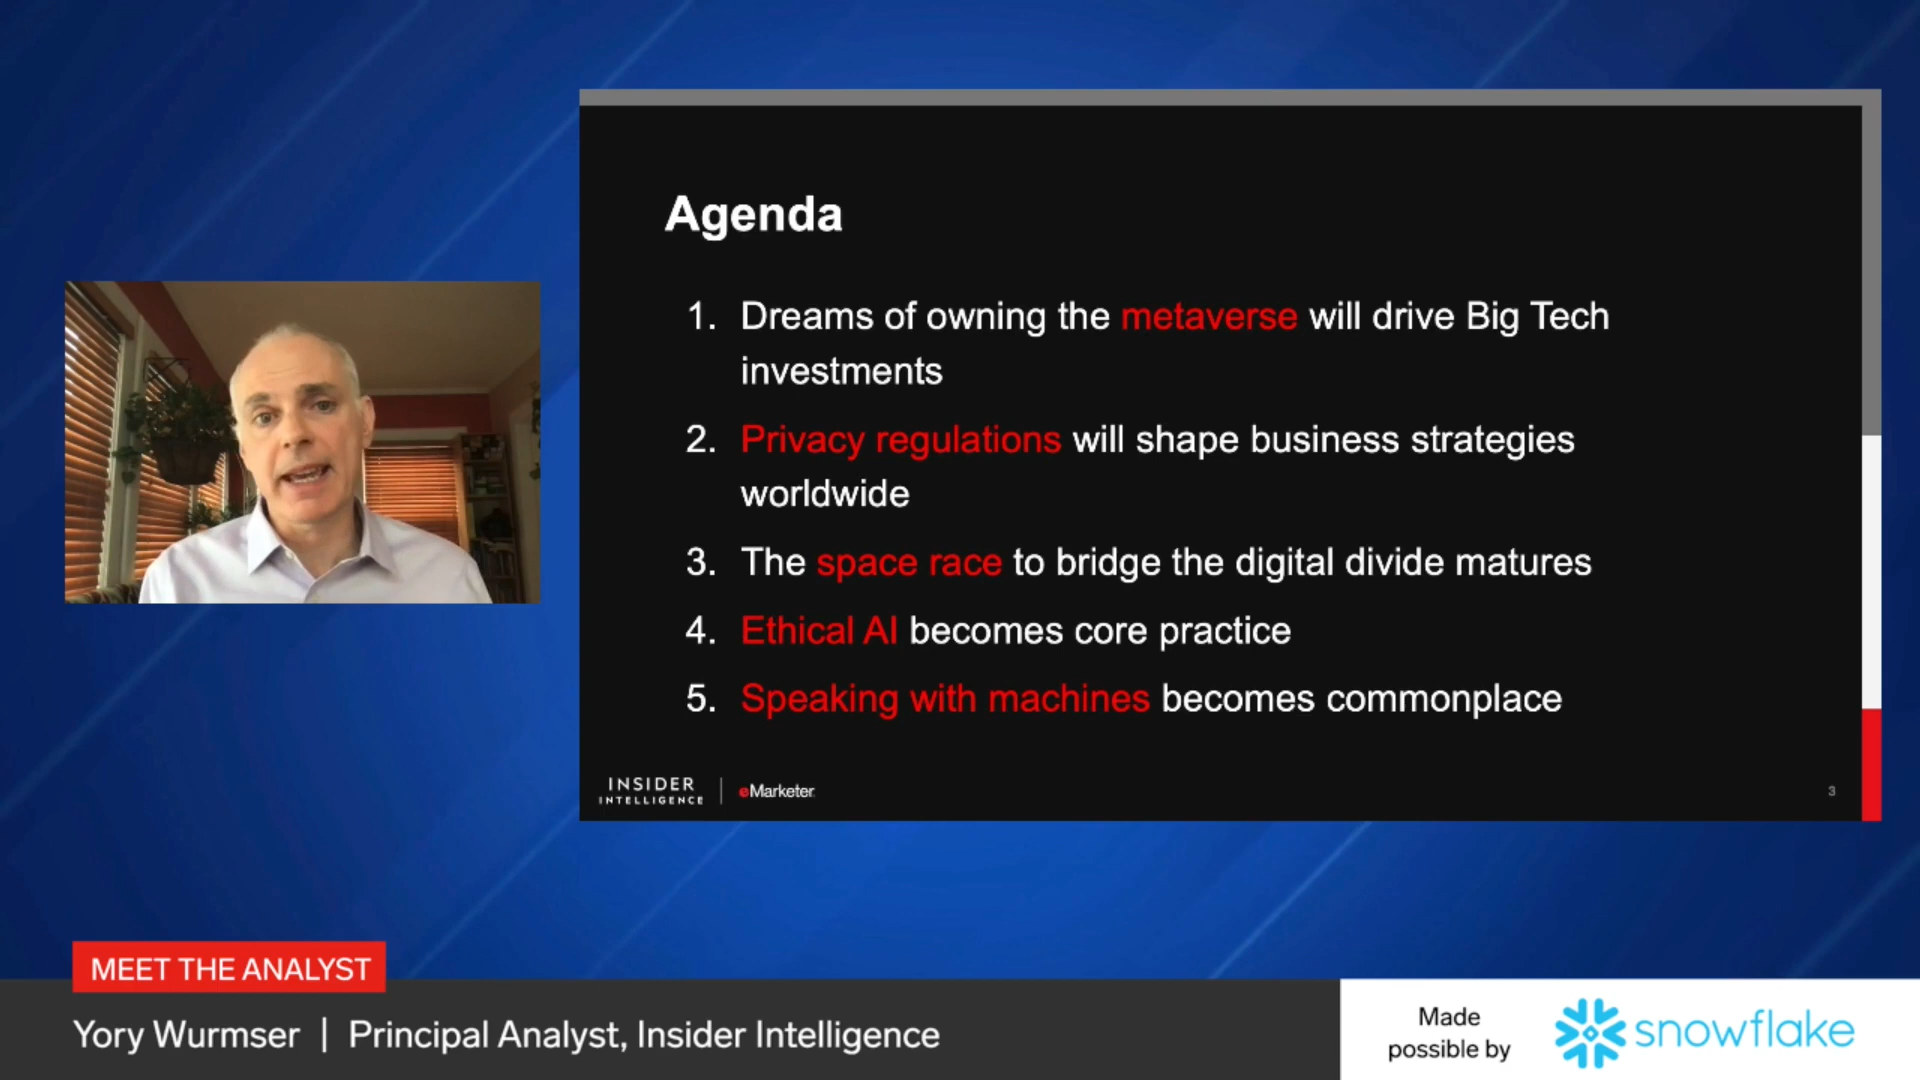 Agenda
1. Dreams of owning the metaverse will drive Big Tech
investments
2. Privacy regulations will shape business strategies
worldwide
3. The space race to bridge the digital divide matures
4. Ethical AI becomes core practice
5. Speaking with machines becomes commonplace
INSIDER
INTELLIGENCE
eMarketer
3
MEET THE ANALYST
Yory Wurmser | Principal Analyst, Insider Intelligence
Made
possible by
snowflake